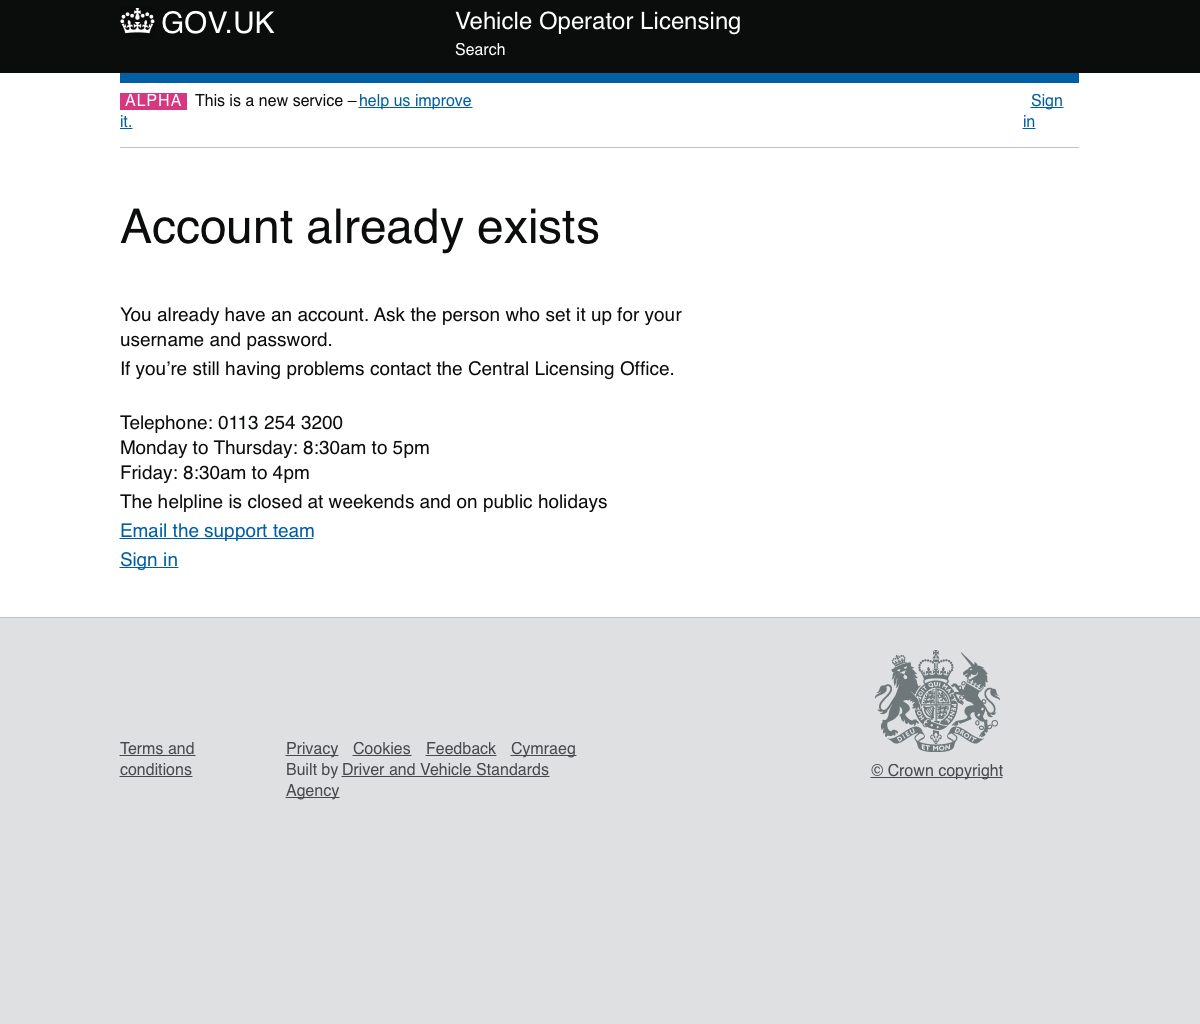 GOV.UK
Vehicle Operator Licensing
Search
ALPHA This is a new service – help us improve it.
Sign in
Account already exists
You already have an account. Ask the person who set it up for your
username and password.
If you’re still having problems contact the Central Licensing Office.
Telephone: 0113 254 3200
Monday to Thursday: 8:30am to 5pm
Friday: 8:30am to 4pm
The helpline is closed at weekends and on public holidays
Email the support team
Sign in
Terms and
conditions
Privacy Cookies Feedback Cymraeg
Built by Driver and Vehicle Standards
Agency
DIEU ET MON DROIT
© Crown copyright